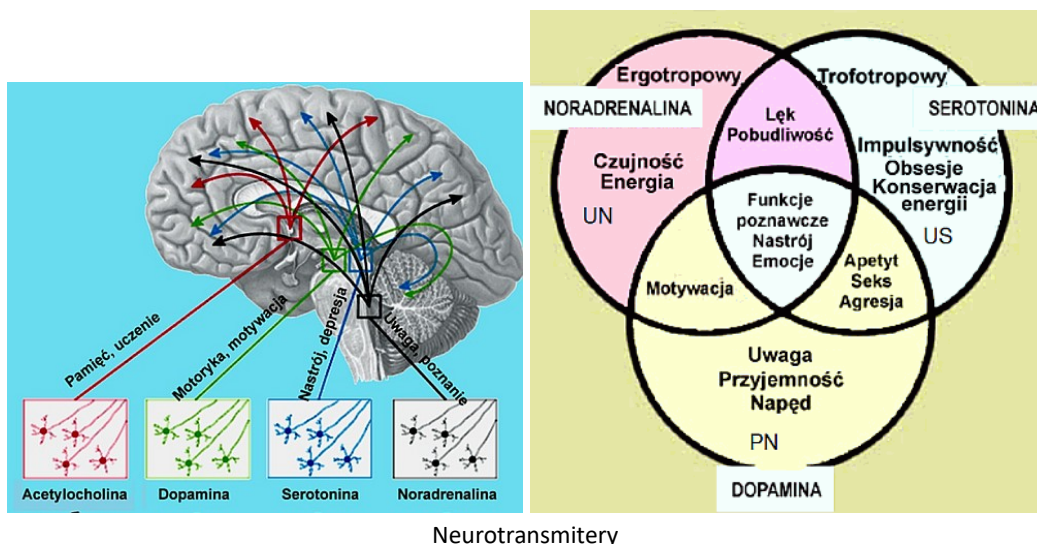 Pamięć, uczenie
Motoryka, motywacja
Nastrój, depresja
Uwaga, poznanie
Acetylocholina
Dopamina
Serotonina
Noradrenalina
Ergotropowy
Trofotropowy
NORADRENALINA
SEROTONINA
Lęk
Pobudliwość
Czujność
Energia
UN
Impulsywność
Obsesje
Konserwacja
energii
US
Funkcje
poznawcze
Nastrój
Emocje
Motywacja
Apetyt
Seks
Agresja
Uwaga
Przyjemność
Napęd
PN
DOPAMINA
Neurotransmitery